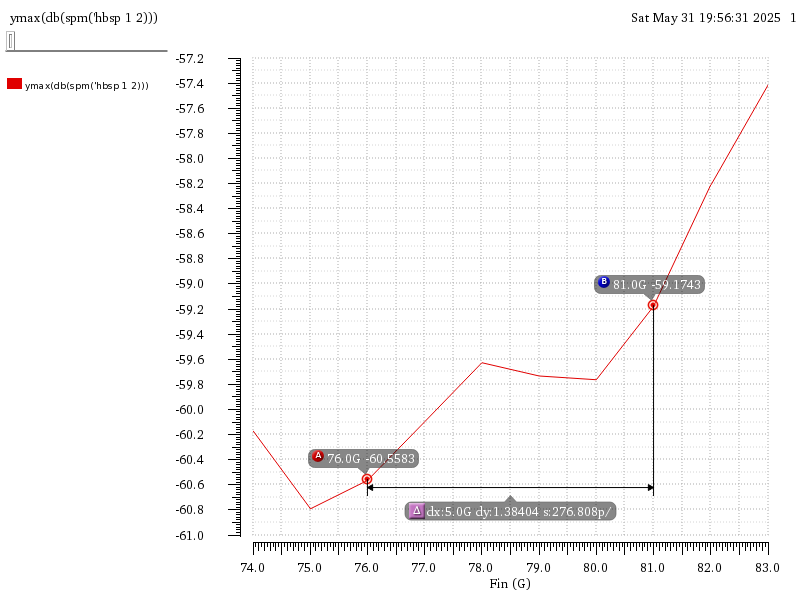 ymax(db(spm('hbsp 1 2)))
Sat May 31 19:56:31 2025 1
ymax(db(spm('hbsp 1 2)))
-57.2
-57.4
-57.6
-57.8
-58.0
-58.2
-58.4
-58.6
-58.8
-59.0
-59.2
-59.4
-59.6
-59.8
-60.0
-60.2
-60.4
-60.6
-60.8
-61.0
B 81.0G -59.1743
A 76.0G -60.5583
Δ dx:5.0G dy:1.38404 s:276.808p/
74.0 75.0 76.0 77.0 78.0 79.0 80.0 81.0 82.0 83.0
Fin (G)